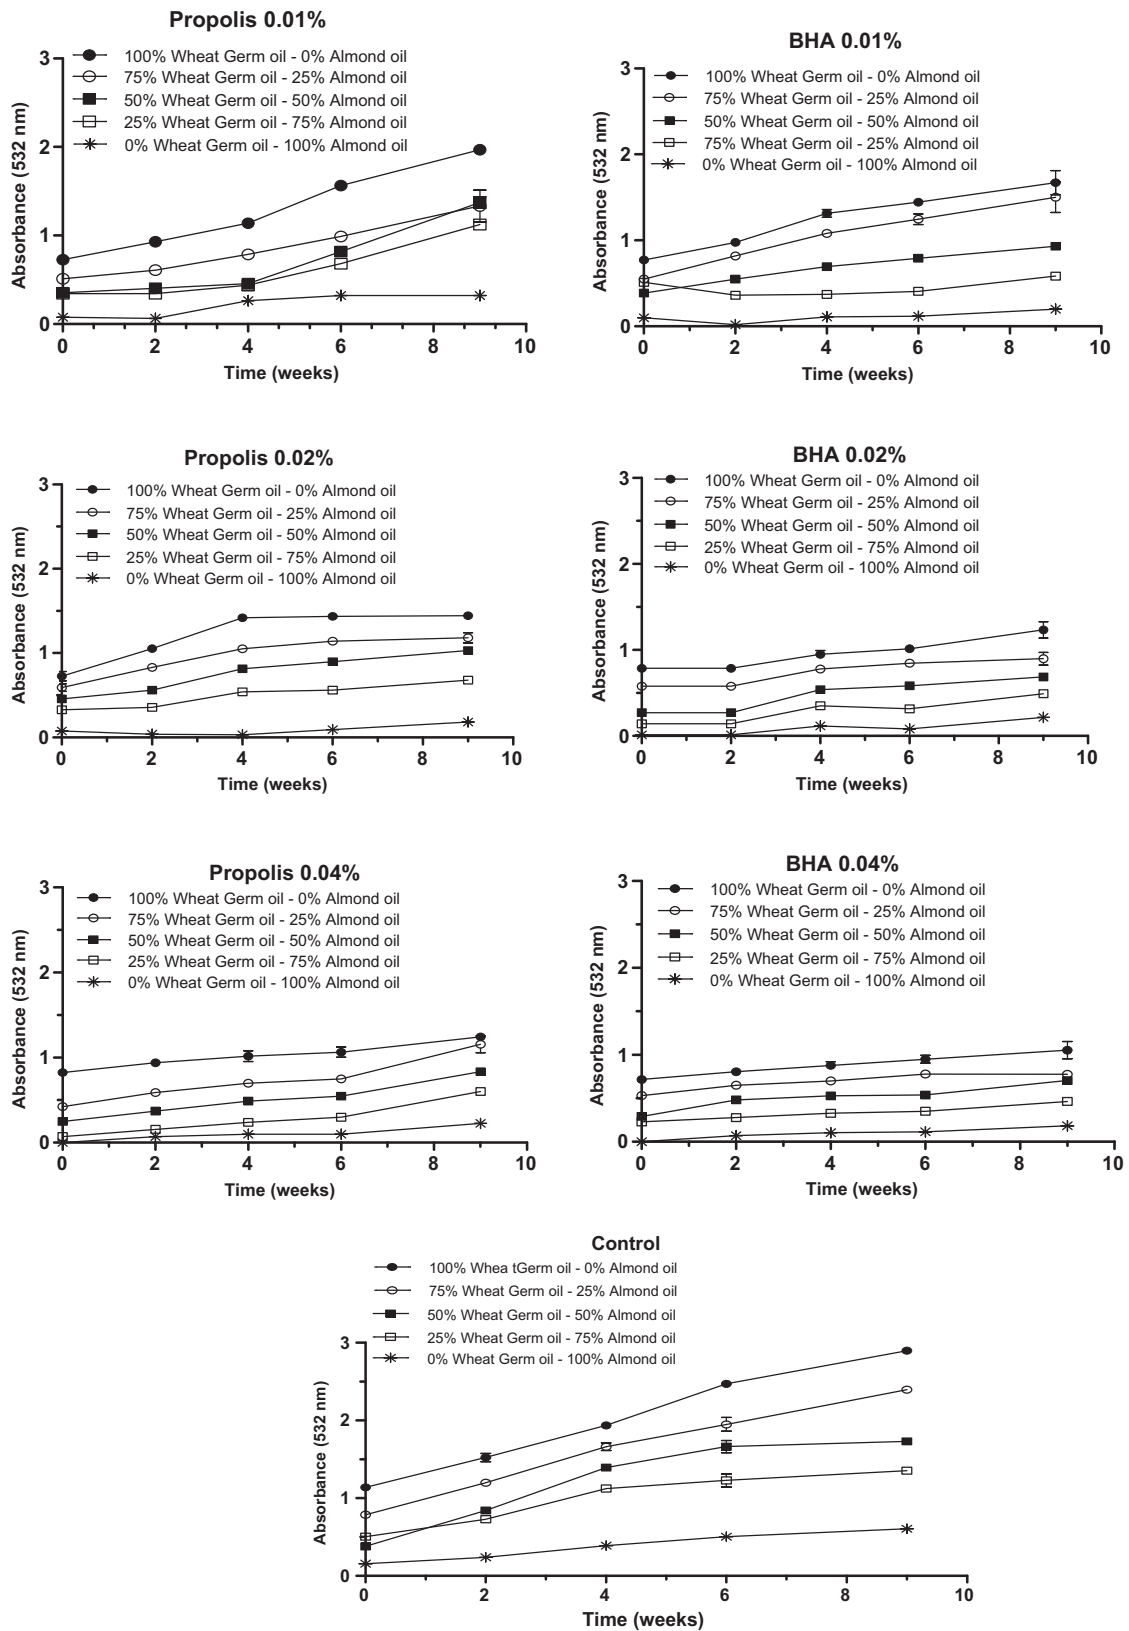 Propolis 0.01%
Absorbance (532 nm)
3
2
1
0
100% Wheat Germ oil - 0% Almond oil
75% Wheat Germ oil - 25% Almond oil
50% Wheat Germ oil - 50% Almond oil
25% Wheat Germ oil - 75% Almond oil
0% Wheat Germ oil - 100% Almond oil
0 2 4 6 8 10
Time (weeks)
BHA 0.01%
Absorbance (532 nm)
3
2
1
0
100% Wheat Germ oil - 0% Almond oil
75% Wheat Germ oil - 25% Almond oil
50% Wheat Germ oil - 50% Almond oil
75% Wheat Germ oil - 25% Almond oil
0% Wheat Germ oil - 100% Almond oil
0 2 4 6 8 10
Time (weeks)
Propolis 0.02%
Absorbance (532 nm)
3
2
1
0
100% Wheat Germ oil - 0% Almond oil
75% Wheat Germ oil - 25% Almond oil
50% Wheat Germ oil - 50% Almond oil
25% Wheat Germ oil - 75% Almond oil
0% Wheat Germ oil - 100% Almond oil
0 2 4 6 8 10
Time (weeks)
BHA 0.02%
Absorbance (532 nm)
3
2
1
0
100% Wheat Germ oil - 0% Almond oil
75% Wheat Germ oil - 25% Almond oil
50% Wheat Germ oil - 50% Almond oil
25% Wheat Germ oil - 75% Almond oil
0% Wheat Germ oil - 100% Almond oil
0 2 4 6 8 10
Time (weeks)
Propolis 0.04%
Absorbance (532 nm)
3
2
1
0
100% Wheat Germ oil - 0% Almond oil
75% Wheat Germ oil - 25% Almond oil
50% Wheat Germ oil - 50% Almond oil
25% Wheat Germ oil - 75% Almond oil
0% Wheat Germ oil - 100% Almond oil
0 2 4 6 8 10
Time (weeks)
BHA 0.04%
Absorbance (532 nm)
3
2
1
0
100% Wheat Germ oil - 0% Almond oil
75% Wheat Germ oil - 25% Almond oil
50% Wheat Germ oil - 50% Almond oil
25% Wheat Germ oil - 75% Almond oil
0% Wheat Germ oil - 100% Almond oil
0 2 4 6 8 10
Time (weeks)
Control
Absorbance (532 nm)
3
2
1
0
100% Whea tGerm oil - 0% Almond oil
75% Wheat Germ oil - 25% Almond oil
50% Wheat Germ oil - 50% Almond oil
25% Wheat Germ oil - 75% Almond oil
0% Wheat Germ oil - 100% Almond oil
0 2 4 6 8 10
Time (weeks)